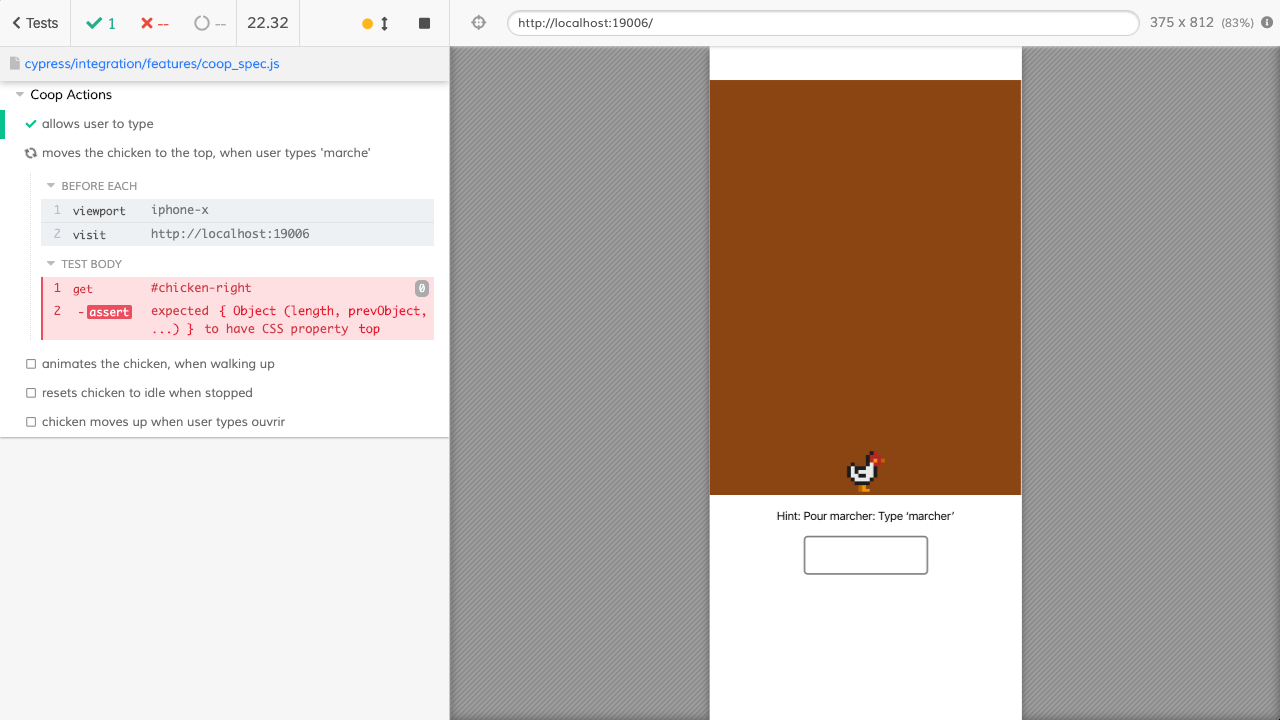 Tests
1
--
--
22.32
http://localhost:19006/
375 x 812 (83%)
cypress/integration/features/coop_spec.js
Coop Actions
allows user to type
moves the chicken to the top, when user types 'marche'
BEFORE EACH
1 viewport iphone-x
2 visit http://localhost:19006
TEST BODY
1 get #chicken-right 0
2 -assert expected { Object (length, prevObject,
...) } to have CSS property top
animates the chicken, when walking up
resets chicken to idle when stopped
chicken moves up when user types ouvrir
Hint: Pour marcher: Type ‘marcher’